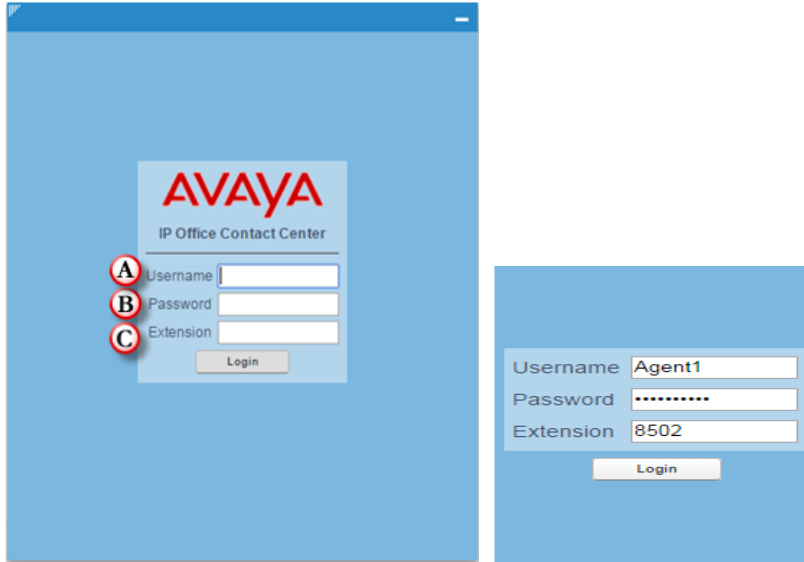 AVAYA
IP Office Contact Center
A Username
B Password
C Extension
Login
Username Agent1
Password ••••••••••
Extension 8502
Login